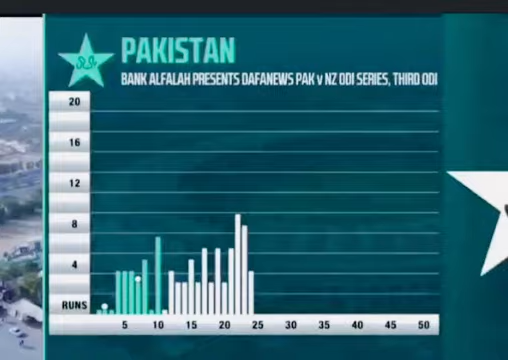 PAKISTAN
BANK ALFALAH PRESENTS DAFANEWS PAK v NZ ODI SERIES, THIRD ODI
20
16
12
8
4
RUNS
5 10 15 20 25 30 35 40 45 50